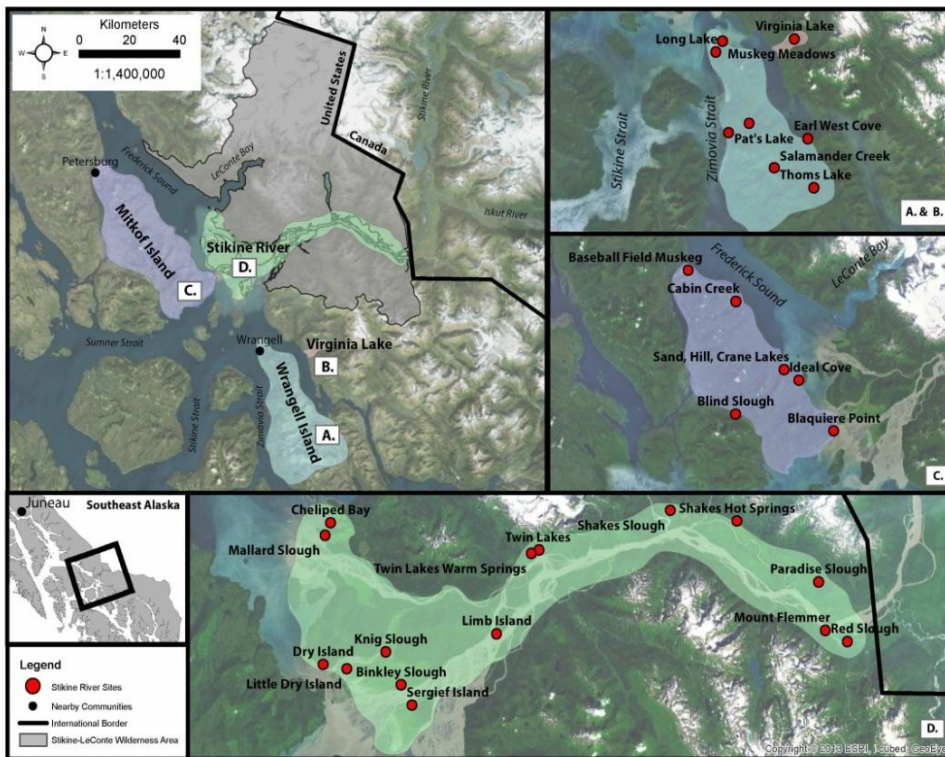 Kilometers
0 20 40
1:1,400,000
N
W E
S
United States
Canada
Stikine River
Iskut River
Petersburg
Frederick Sound
LeConte Bay
Mitkof Island
C.
Stikine River
D.
Sumner Strait
Wrangell
Virginia Lake
B.
Stikine Strait
Zimovia Strait
Wrangell Island
A.
Long Lake
Virginia Lake
Muskeg Meadows
Stikine Strait
Zimovia Strait
Pat's Lake
Earl West Cove
Salamander Creek
Thoms Lake
A. & B.
Baseball Field Muskeg
Frederick Sound
LeConte Bay
Cabin Creek
Sand, Hill, Crane Lakes
Ideal Cove
Blind Slough
Blaquiere Point
C.
Juneau
Southeast Alaska
Legend
Stikine River Sites
Nearby Communities
International Border
Stikine-LeConte Wilderness Area
Cheliped Bay
Mallard Slough
Shakes Slough
Shakes Hot Springs
Twin Lakes
Twin Lakes Warm Springs
Paradise Slough
Limb Island
Mount Flemmer
Red Slough
Knig Slough
Dry Island
Binkley Slough
Little Dry Island
Sergief Island
D.
Copyright:© 2013 ESRI, i-cubed, GeoEye